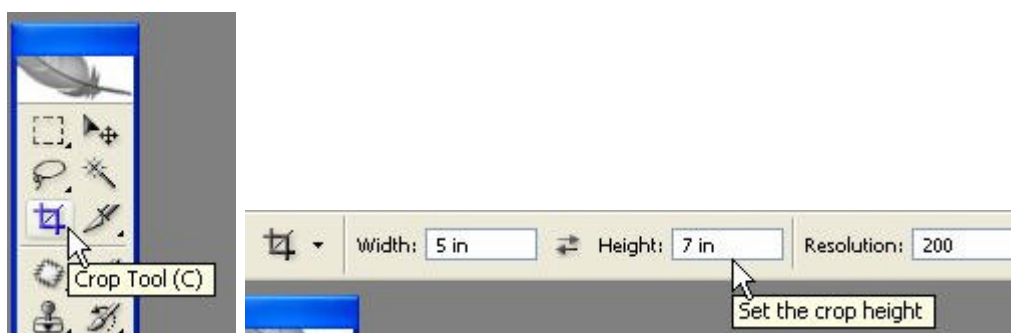 Crop Tool (C)
Width: 5 in Height: 7 in Resolution: 200
Set the crop height